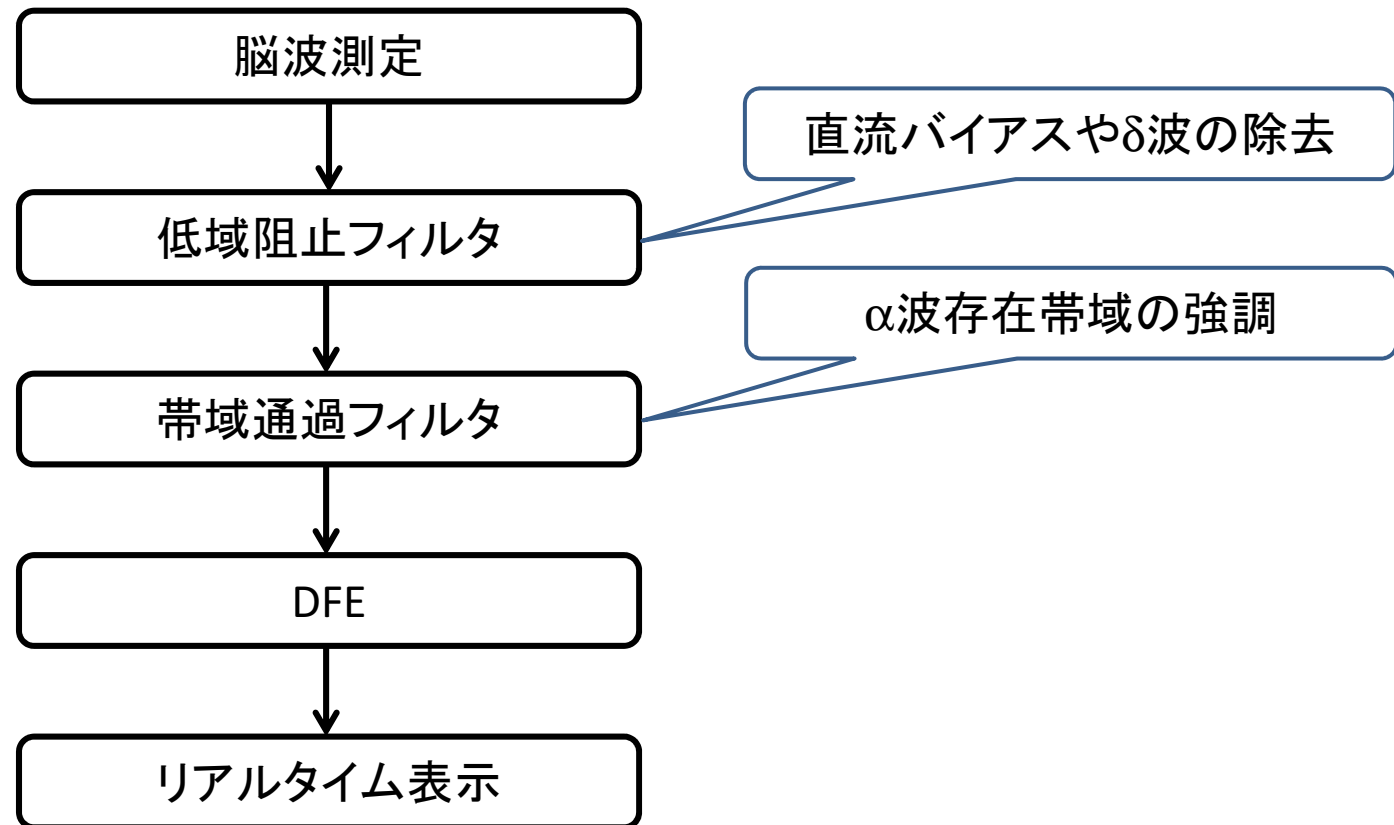 脳波測定
直流バイアスやδ波の除去
低域阻止フィルタ
α波存在帯域の強調
帯域通過フィルタ
DFE
リアルタイム表示